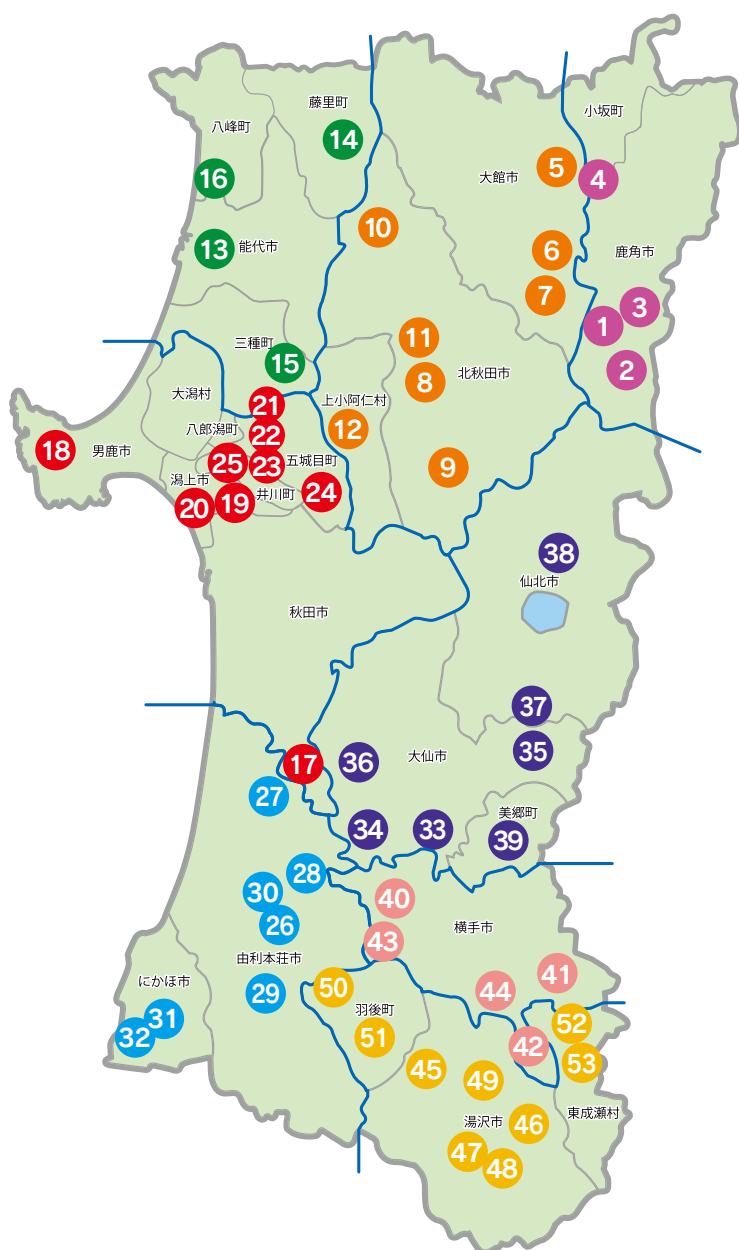 小坂町
藤里町
八峰町
14
5
大館市
4
16
10
13
能代市
6
鹿角市
7
3
1
11
三種町
15
2
8
北秋田市
大潟村
上小阿仁村
21
八郎潟町
12
22
18
男鹿市
25
23
五城目町
9
潟上市
24
井川町
20
19
38
仙北市
秋田市
37
35
大仙市
17
36
27
美郷町
34
33
39
28
30
40
26
横手市
43
由利本荘市
41
にかほ市
50
29
44
羽後町
31
52
32
51
42
53
45
49
東成瀬村
湯沢市
46
47
48